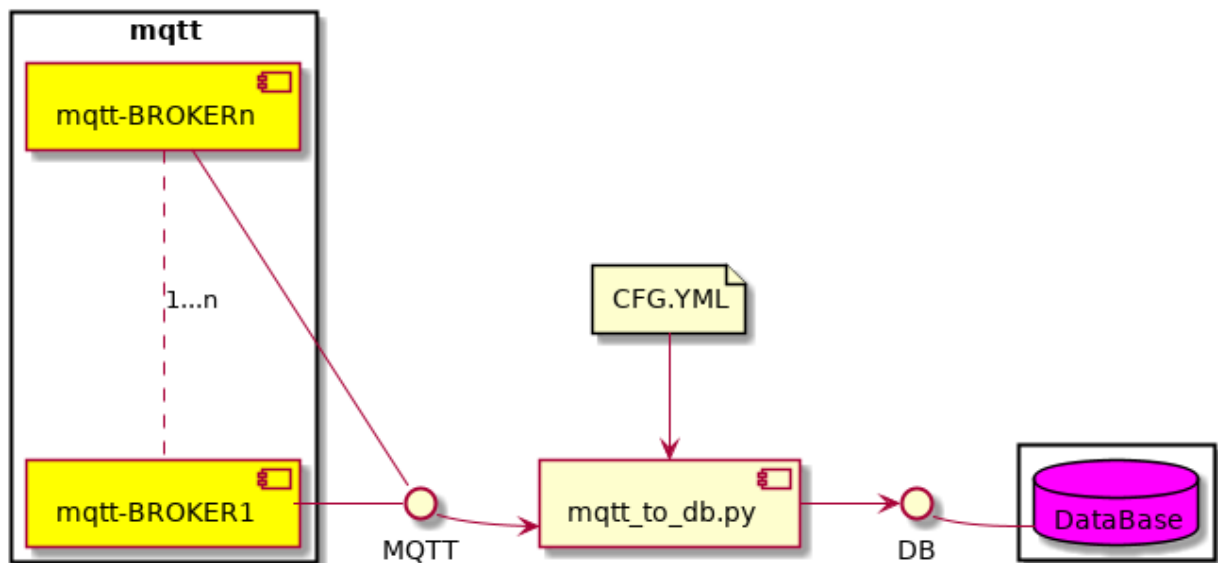 mqtt
mqtt-BROKERn
1...n
CFG.YML
mqtt-BROKER1
MQTT
mqtt_to_db.py
DB
DataBase